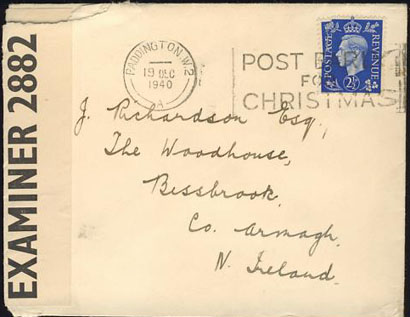 EXAMINER 2882
PADDINGTON. W.2.
19 DEC
1940
A
POST EARLY
FOR
CHRISTMAS
POSTAGE REVENUE
2½D
J. Richardson Esq.,
The Woodhouse,
Bessbrook.
Co. Armagh.
N. Ireland.